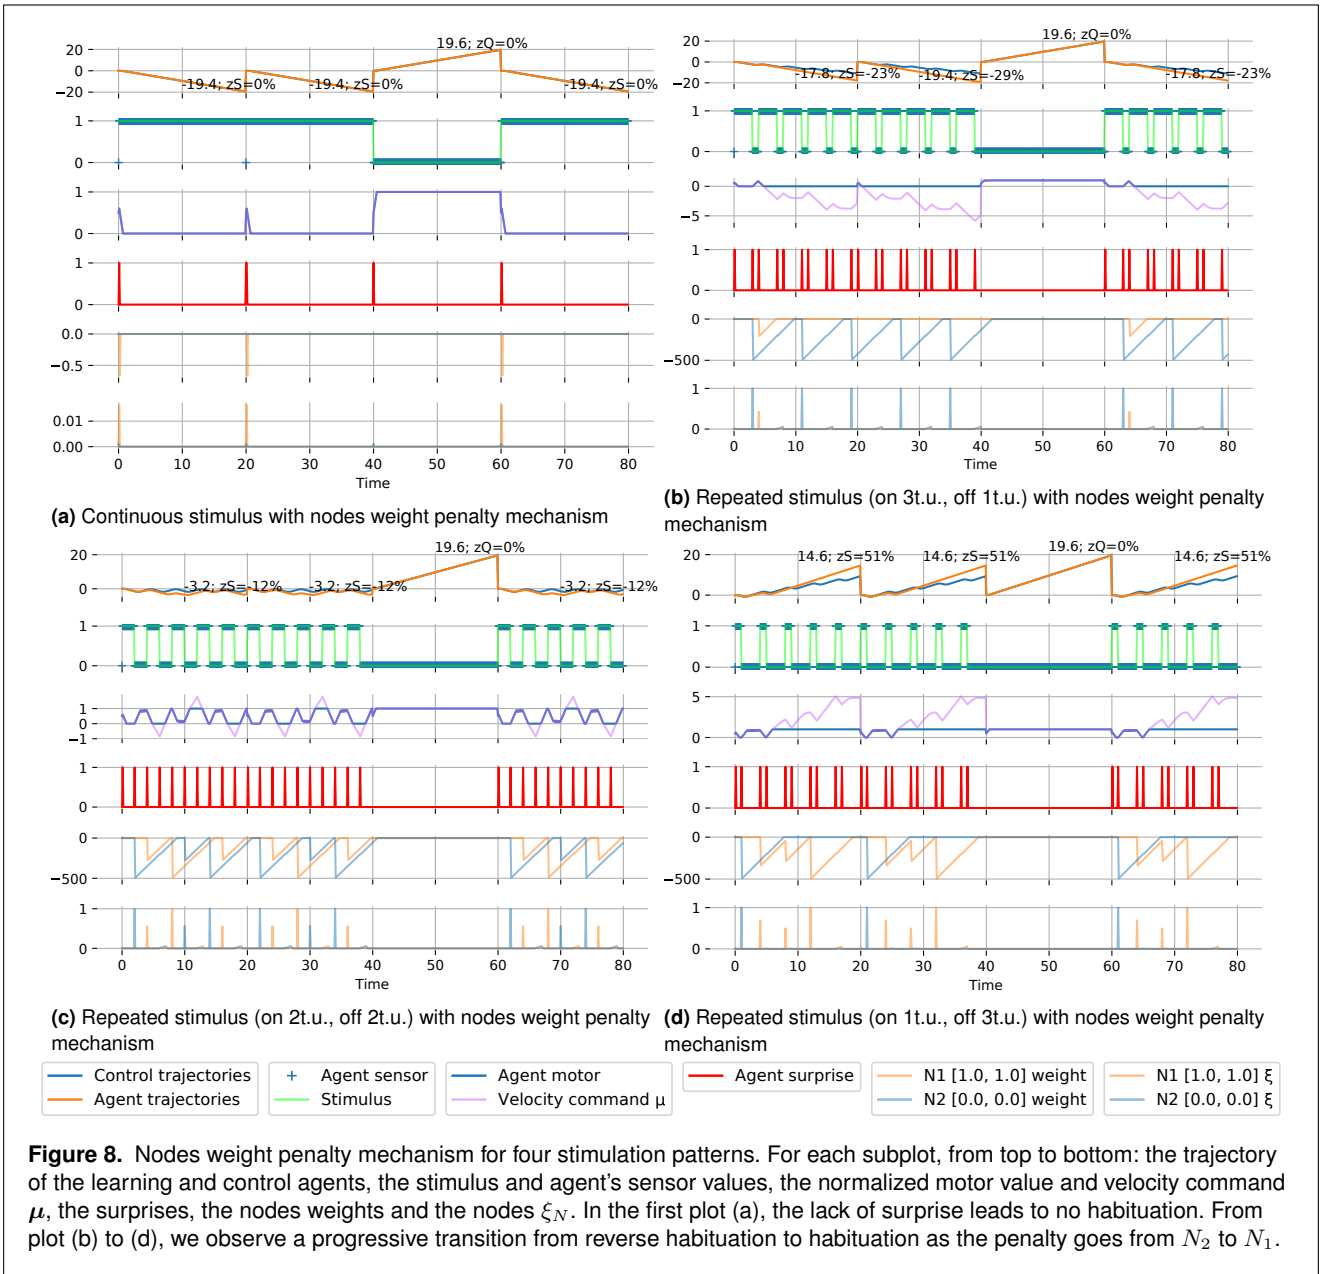 19.6; zQ=0%
20
0
−20
-19.4; zS=0%
-19.4; zS=0%
-19.4; zS=0%
1
0
1
0
1
0
0.0
−0.5
0.01
0.00
0 10 20 30 40 50 60 70 80
Time
(a) Continuous stimulus with nodes weight penalty mechanism
19.6; zQ=0%
20
0
−20
-17.8; zS=-23%
-19.4; zS=-29%
-17.8; zS=-23%
1
0
0
−5
1
0
0
−500
1
0
0 10 20 30 40 50 60 70 80
Time
(b) Repeated stimulus (on 3t.u., off 1t.u.) with nodes weight penalty
mechanism
19.6; zQ=0%
20
0
-3.2; zS=-12%
-3.2; zS=-12%
-3.2; zS=-12%
1
0
1
0
−1
1
0
0
−500
1
0
0 10 20 30 40 50 60 70 80
Time
(c) Repeated stimulus (on 2t.u., off 2t.u.) with nodes weight penalty
mechanism
20
0
14.6; zS=51%
14.6; zS=51%
19.6; zQ=0%
14.6; zS=51%
1
0
5
0
1
0
0
−500
1
0
0 10 20 30 40 50 60 70 80
Time
(d) Repeated stimulus (on 1t.u., off 3t.u.) with nodes weight penalty
mechanism
Control trajectories
Agent trajectories
Agent sensor
Stimulus
Agent motor
Velocity command μ
Agent surprise
N1 [1.0, 1.0] weight
N2 [0.0, 0.0] weight
N1 [1.0, 1.0] ξ
N2 [0.0, 0.0] ξ
Figure 8. Nodes weight penalty mechanism for four stimulation patterns. For each subplot, from top to bottom: the trajectory
of the learning and control agents, the stimulus and agent's sensor values, the normalized motor value and velocity command
μ, the surprises, the nodes weights and the nodes ξN. In the first plot (a), the lack of surprise leads to no habituation. From
plot (b) to (d), we observe a progressive transition from reverse habituation to habituation as the penalty goes from N2 to N1.